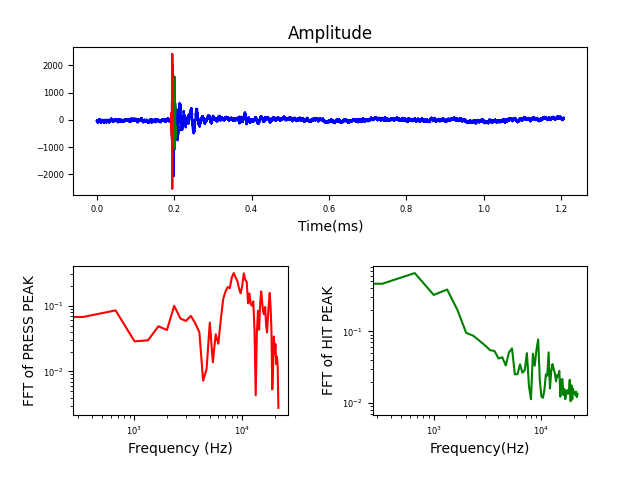 Amplitude
2000
1000
0
−1000
−2000
0.0 0.2 0.4 0.6 0.8 1.0 1.2
Time(ms)
FFT of PRESS PEAK
10⁻¹
10⁻²
10³ 10⁴
Frequency (Hz)
FFT of HIT PEAK
10⁻¹
10⁻²
10³ 10⁴
Frequency(Hz)